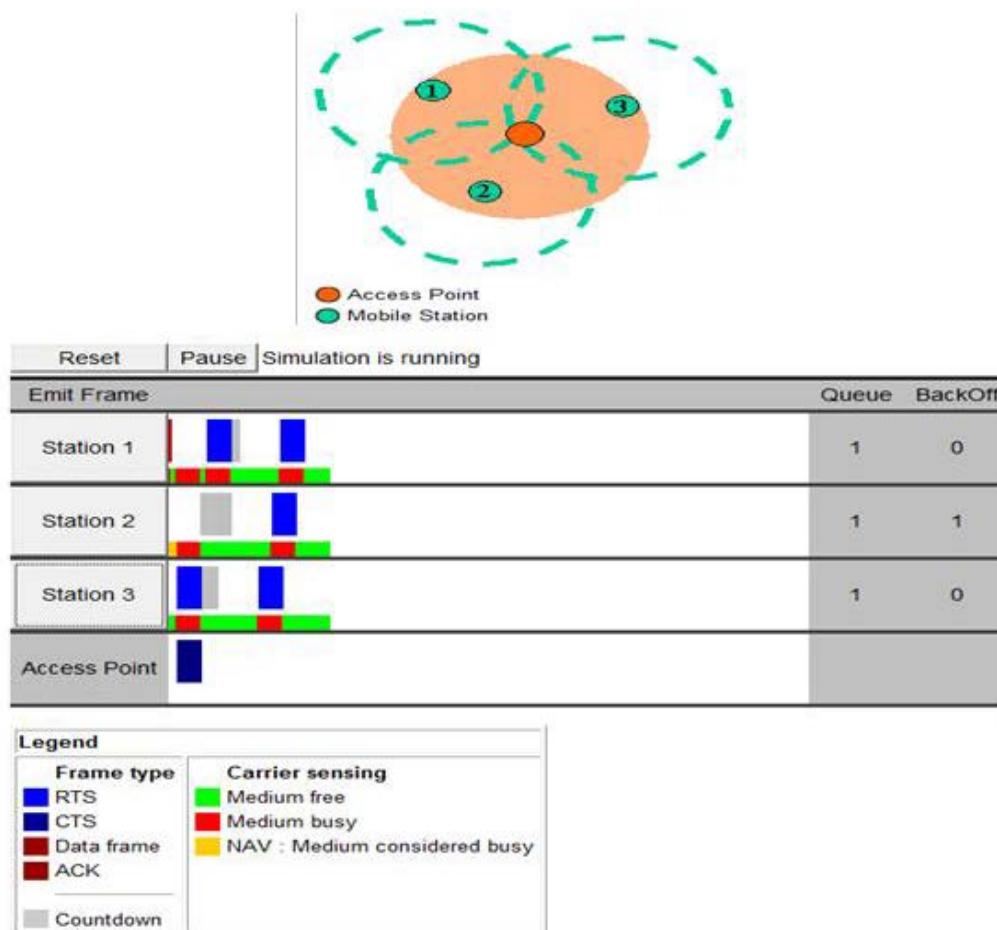 1
3
2
Access Point
Mobile Station
Reset Pause Simulation is running
Emit Frame Queue BackOff
Station 1 1 0
Station 2 1 1
Station 3 1 0
Access Point
Legend
Frame type Carrier sensing
RTS Medium free
CTS Medium busy
Data frame NAV : Medium considered busy
ACK
Countdown